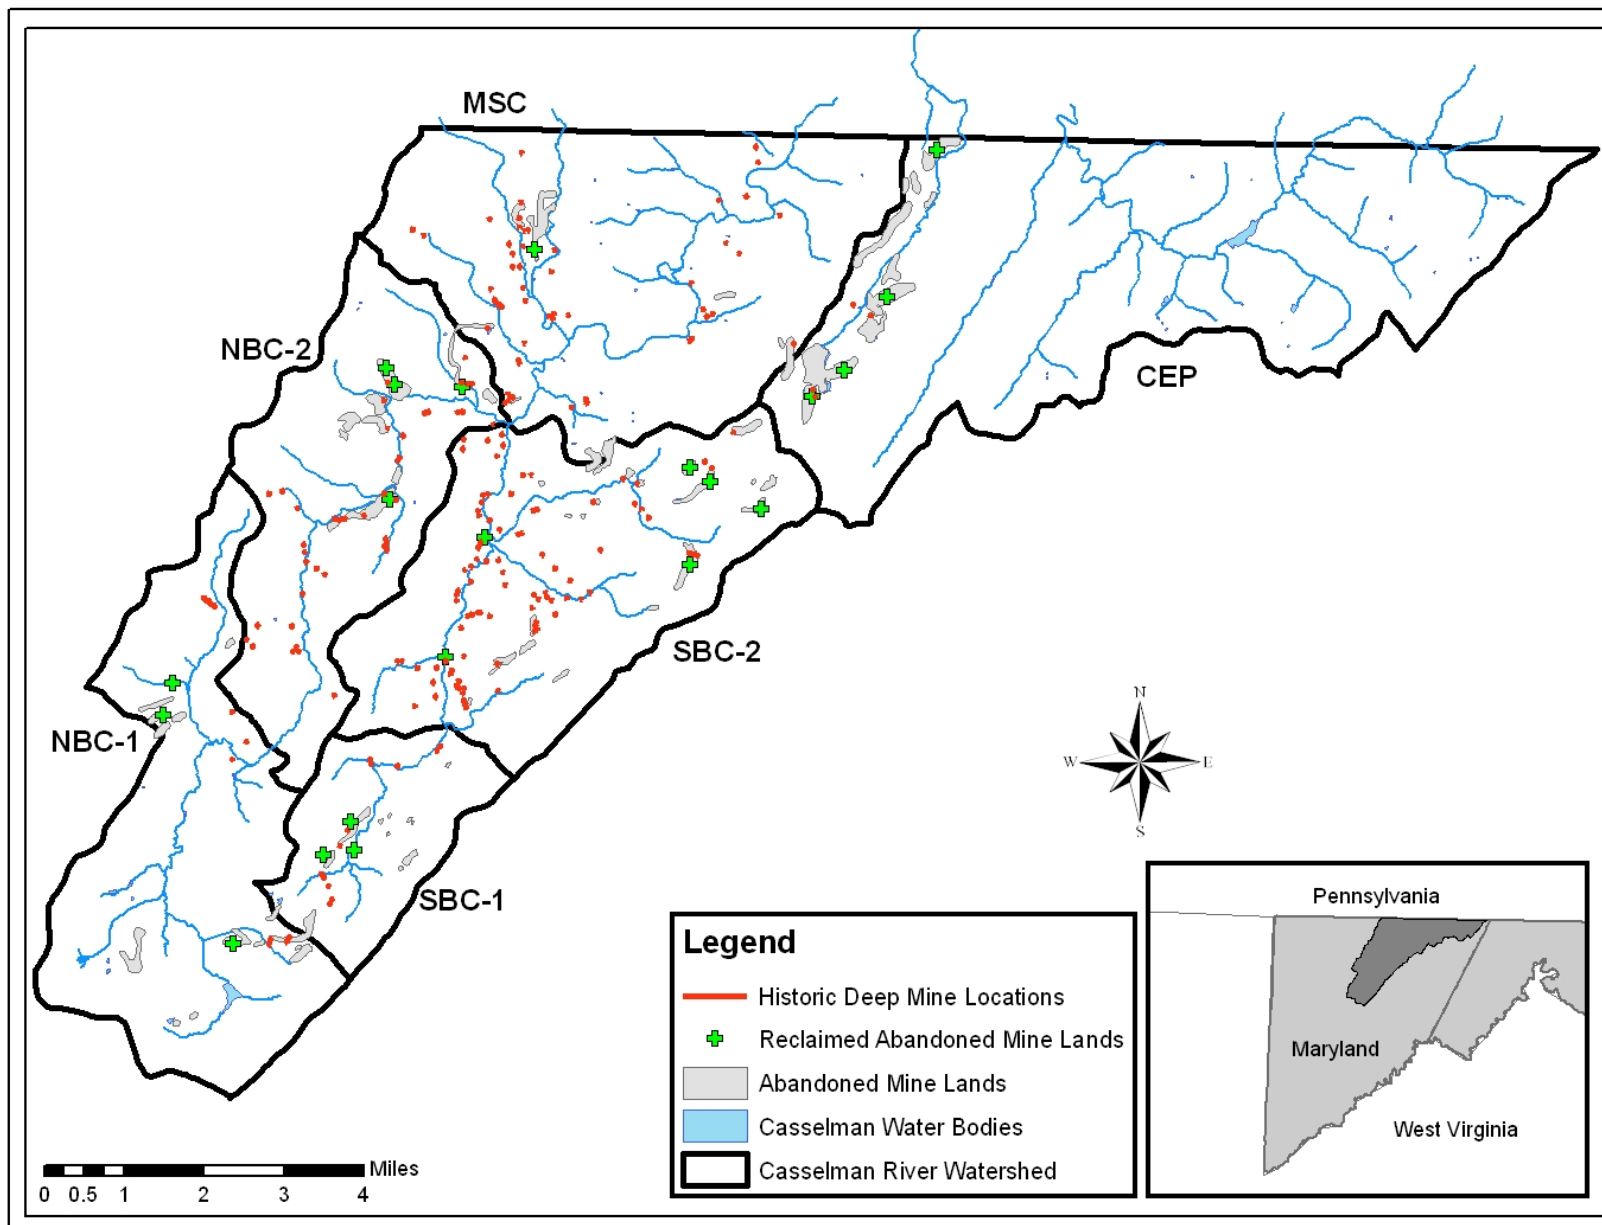 MSC
NBC-2
CEP
SBC-2
NBC-1
SBC-1
N
W E
S
Pennsylvania
Maryland
West Virginia
Legend
Historic Deep Mine Locations
Reclaimed Abandoned Mine Lands
Abandoned Mine Lands
Casselman Water Bodies
Casselman River Watershed
Miles
0 0.5 1 2 3 4